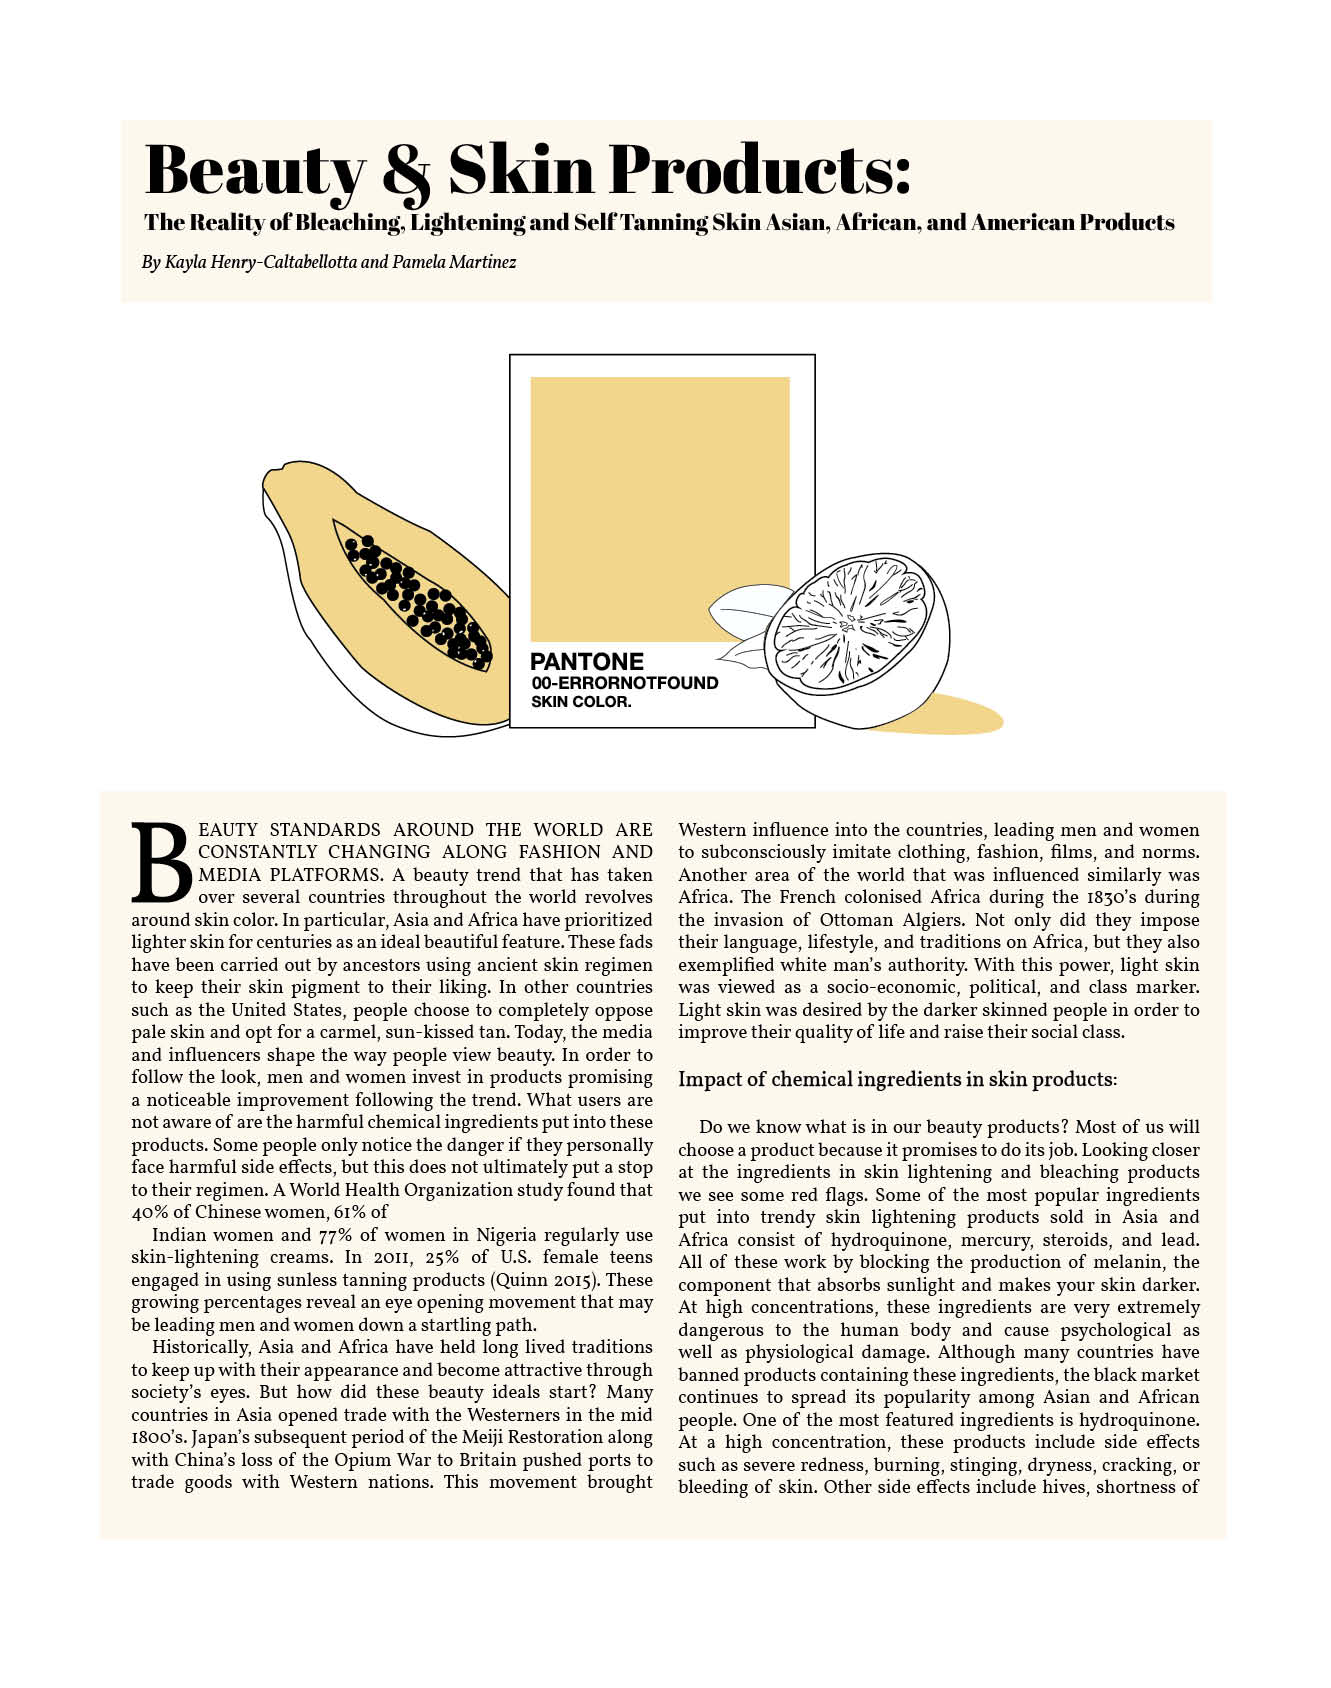 Beauty & Skin Products:
The Reality of Bleaching, Lightening and Self Tanning Skin Asian, African, and American Products
By Kayla Henry-Caltabellotta and Pamela Martinez
PANTONE
00-ERRORNOTFOUND
SKIN COLOR.
BEAUTY STANDARDS AROUND THE WORLD ARE
CONSTANTLY CHANGING ALONG FASHION AND
MEDIA PLATFORMS. A beauty trend that has taken
over several countries throughout the world revolves
around skin color. In particular, Asia and Africa have prioritized
lighter skin for centuries as an ideal beautiful feature. These fads
have been carried out by ancestors using ancient skin regimen
to keep their skin pigment to their liking. In other countries
such as the United States, people choose to completely oppose
pale skin and opt for a carmel, sun-kissed tan. Today, the media
and influencers shape the way people view beauty. In order to
follow the look, men and women invest in products promising
a noticeable improvement following the trend. What users are
not aware of are the harmful chemical ingredients put into these
products. Some people only notice the danger if they personally
face harmful side effects, but this does not ultimately put a stop
to their regimen. A World Health Organization study found that
40% of Chinese women, 61% of
Indian women and 77% of women in Nigeria regularly use
skin-lightening creams. In 2011, 25% of U.S. female teens
engaged in using sunless tanning products (Quinn 2015). These
growing percentages reveal an eye opening movement that may
be leading men and women down a startling path.
Historically, Asia and Africa have held long lived traditions
to keep up with their appearance and become attractive through
society's eyes. But how did these beauty ideals start? Many
countries in Asia opened trade with the Westerners in the mid
1800's. Japan's subsequent period of the Meiji Restoration along
with China's loss of the Opium War to Britain pushed ports to
trade goods with Western nations. This movement brought
Western influence into the countries, leading men and women
to subconsciously imitate clothing, fashion, films, and norms.
Another area of the world that was influenced similarly was
Africa. The French colonised Africa during the 1830's during
the invasion of Ottoman Algiers. Not only did they impose
their language, lifestyle, and traditions on Africa, but they also
exemplified white man's authority. With this power, light skin
was viewed as a socio-economic, political, and class marker.
Light skin was desired by the darker skinned people in order to
improve their quality of life and raise their social class.
Impact of chemical ingredients in skin products:
Do we know what is in our beauty products? Most of us will
choose a product because it promises to do its job. Looking closer
at the ingredients in skin lightening and bleaching products
we see some red flags. Some of the most popular ingredients
put into trendy skin lightening products sold in Asia and
Africa consist of hydroquinone, mercury, steroids, and lead.
All of these work by blocking the production of melanin, the
component that absorbs sunlight and makes your skin darker.
At high concentrations, these ingredients are very extremely
dangerous to the human body and cause psychological as
well as physiological damage. Although many countries have
banned products containing these ingredients, the black market
continues to spread its popularity among Asian and African
people. One of the most featured ingredients is hydroquinone.
At a high concentration, these products include side effects
such as severe redness, burning, stinging, dryness, cracking, or
bleeding of skin. Other side effects include hives, shortness of